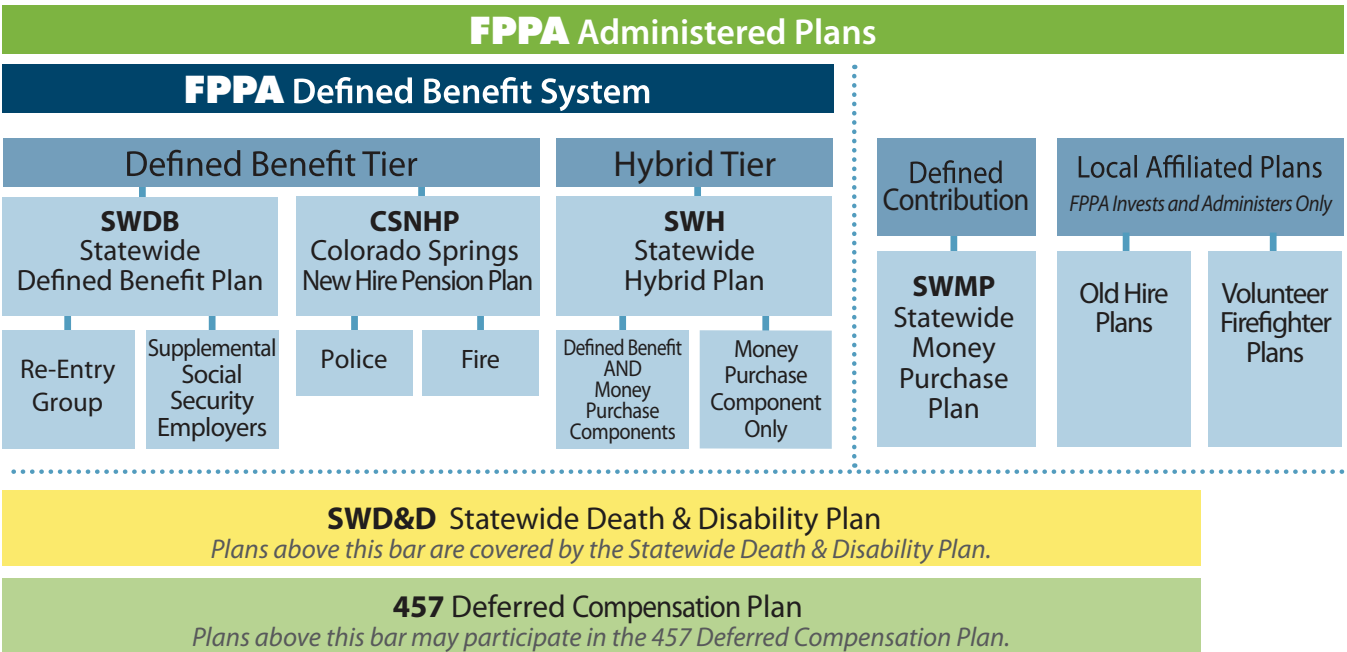 FPPA Administered Plans
FPPA Defined Benefit System
Defined Benefit Tier
SWDB
Statewide
Defined Benefit Plan
Re-Entry
Group
Supplemental
Social
Security
Employers
CSNHP
Colorado Springs
New Hire Pension Plan
Police
Fire
Hybrid Tier
SWH
Statewide
Hybrid Plan
Defined Benefit
AND
Money
Purchase
Components
Money
Purchase
Component
Only
Defined
Contribution
SWMP
Statewide
Money
Purchase
Plan
Local Affiliated Plans
FPPA Invests and Administers Only
Old Hire
Plans
Volunteer
Firefighter
Plans
SWD&D Statewide Death & Disability Plan
Plans above this bar are covered by the Statewide Death & Disability Plan.
457 Deferred Compensation Plan
Plans above this bar may participate in the 457 Deferred Compensation Plan.